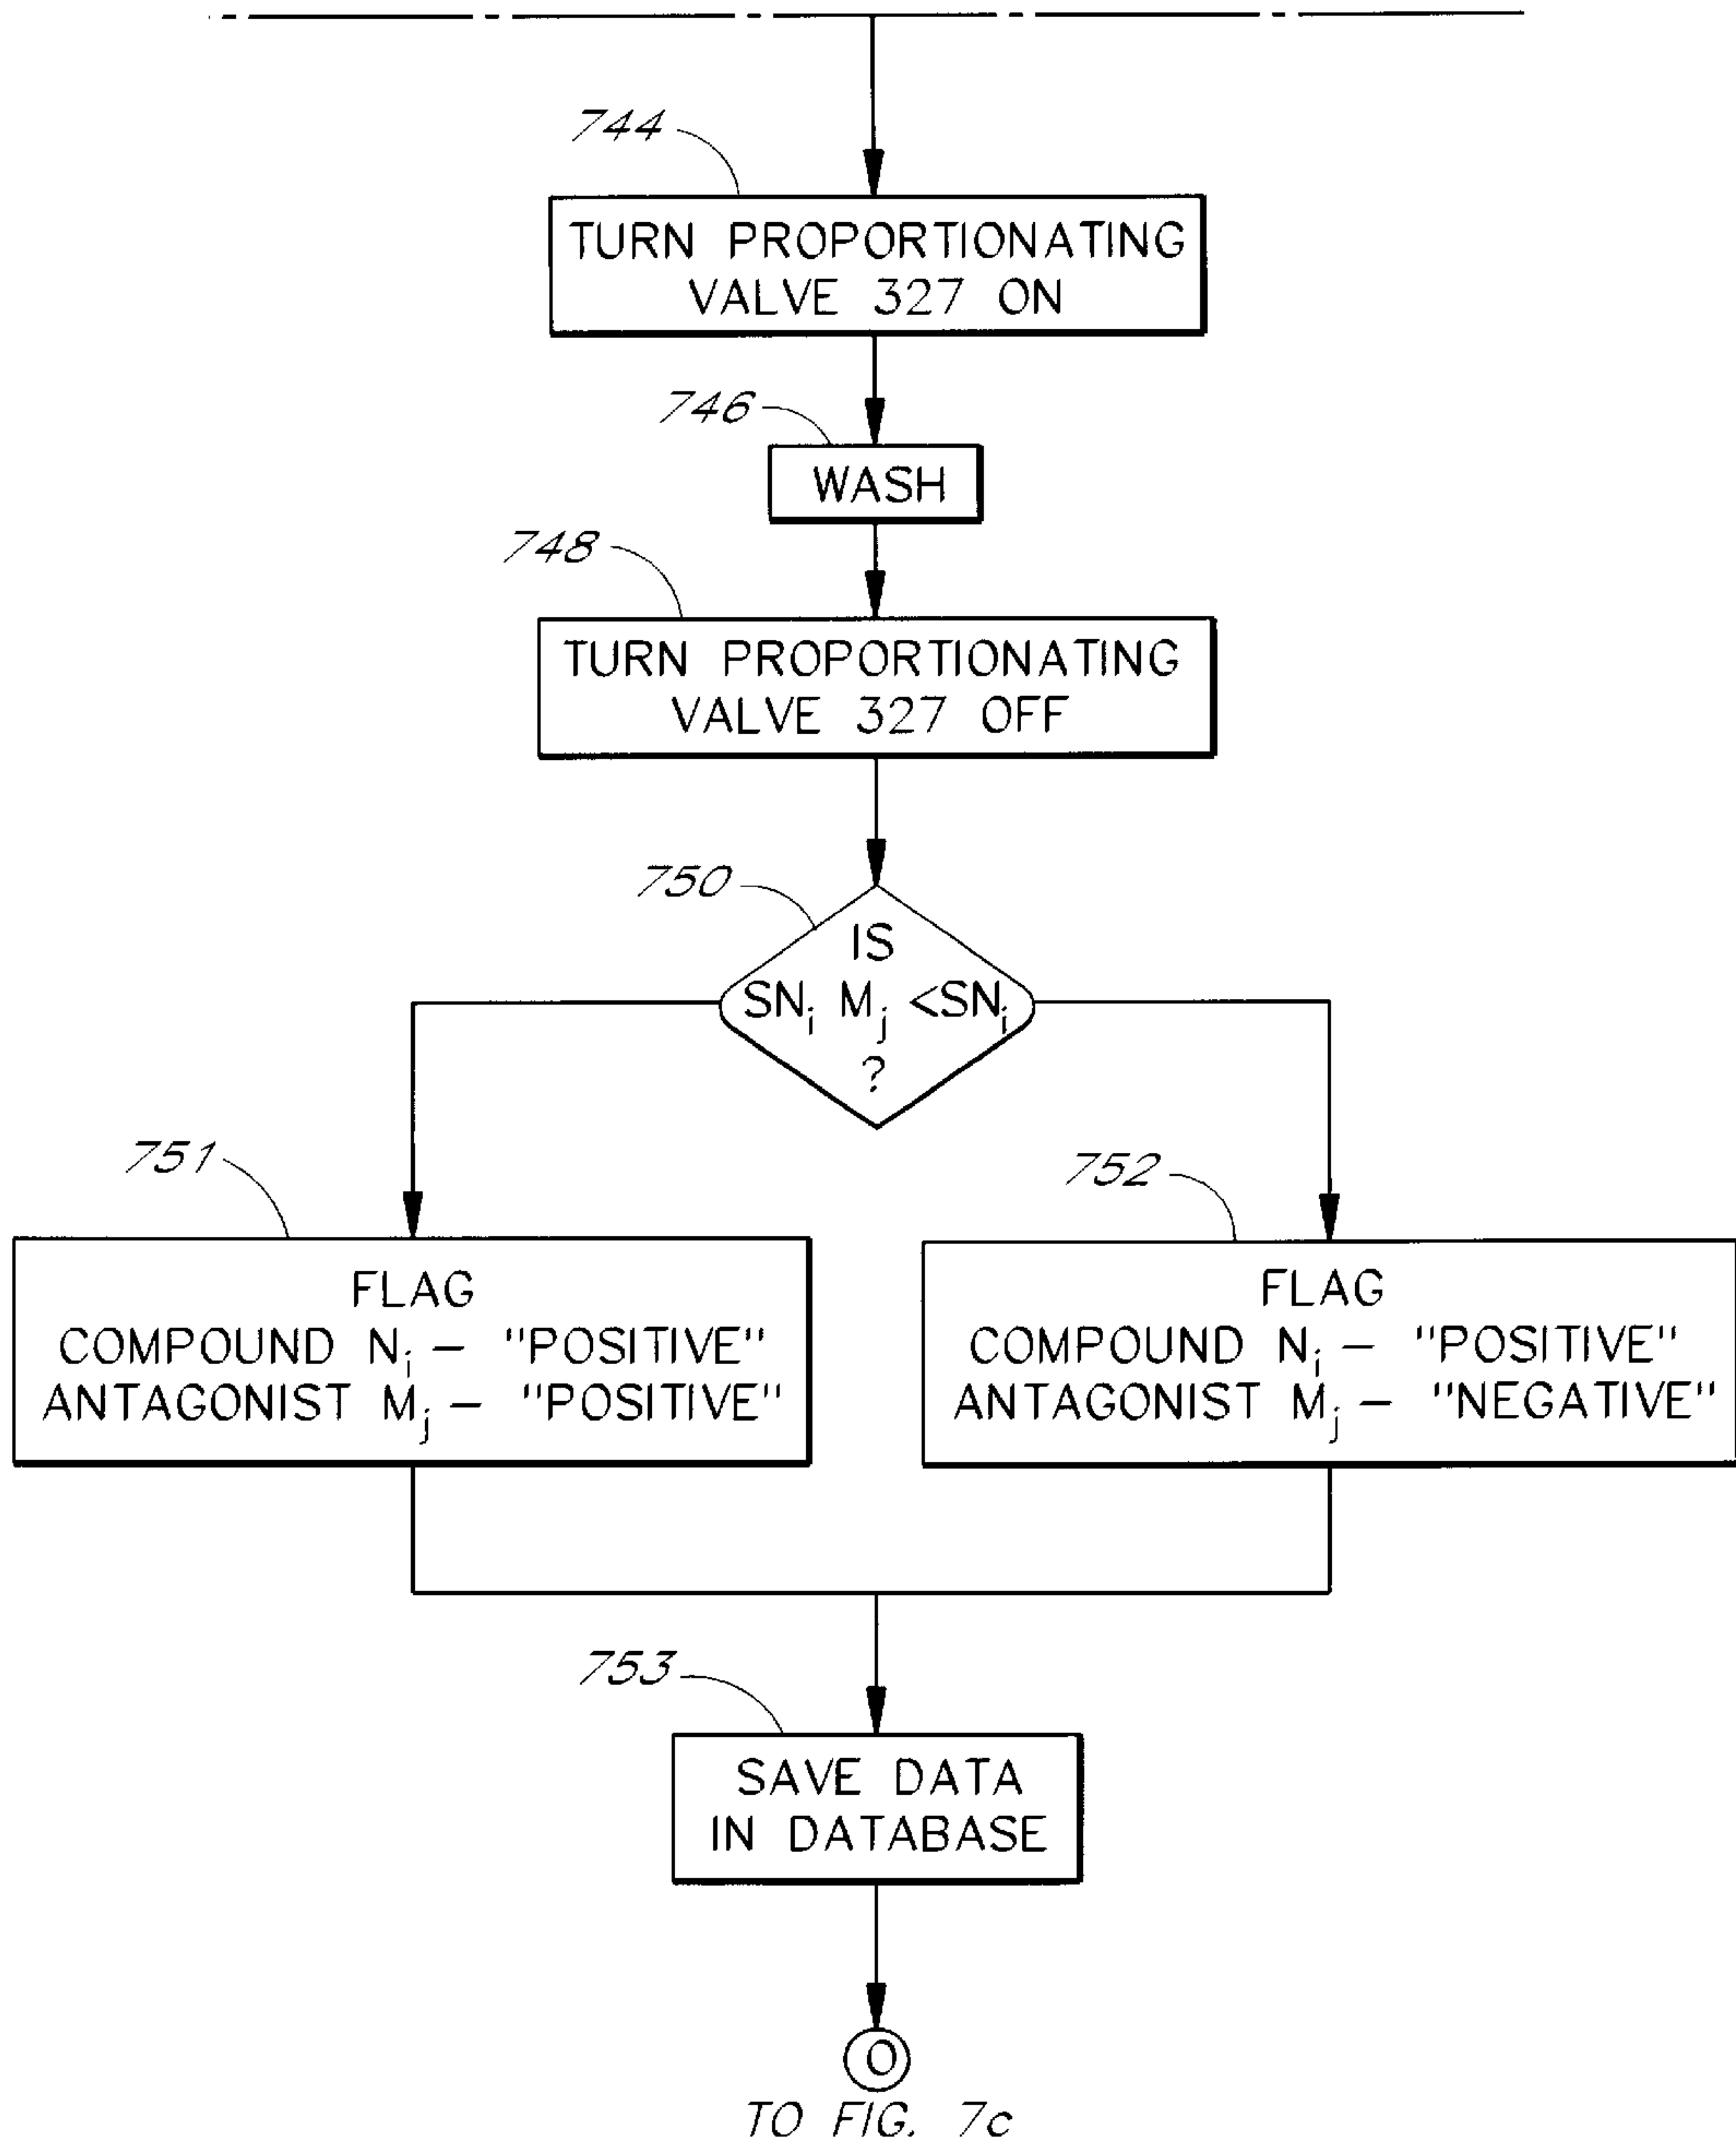 744
TURN PROPORTIONATING
VALVE 327 ON
746
WASH
748
TURN PROPORTIONATING
VALVE 327 OFF
750
IS
SNᵢ Mⱼ <SNᵢ
?
751
FLAG
COMPOUND Nᵢ – "POSITIVE"
ANTAGONIST Mⱼ – "POSITIVE"
752
FLAG
COMPOUND Nᵢ – "POSITIVE"
ANTAGONIST Mⱼ – "NEGATIVE"
753
SAVE DATA
IN DATABASE
O
TO FIG. 7c